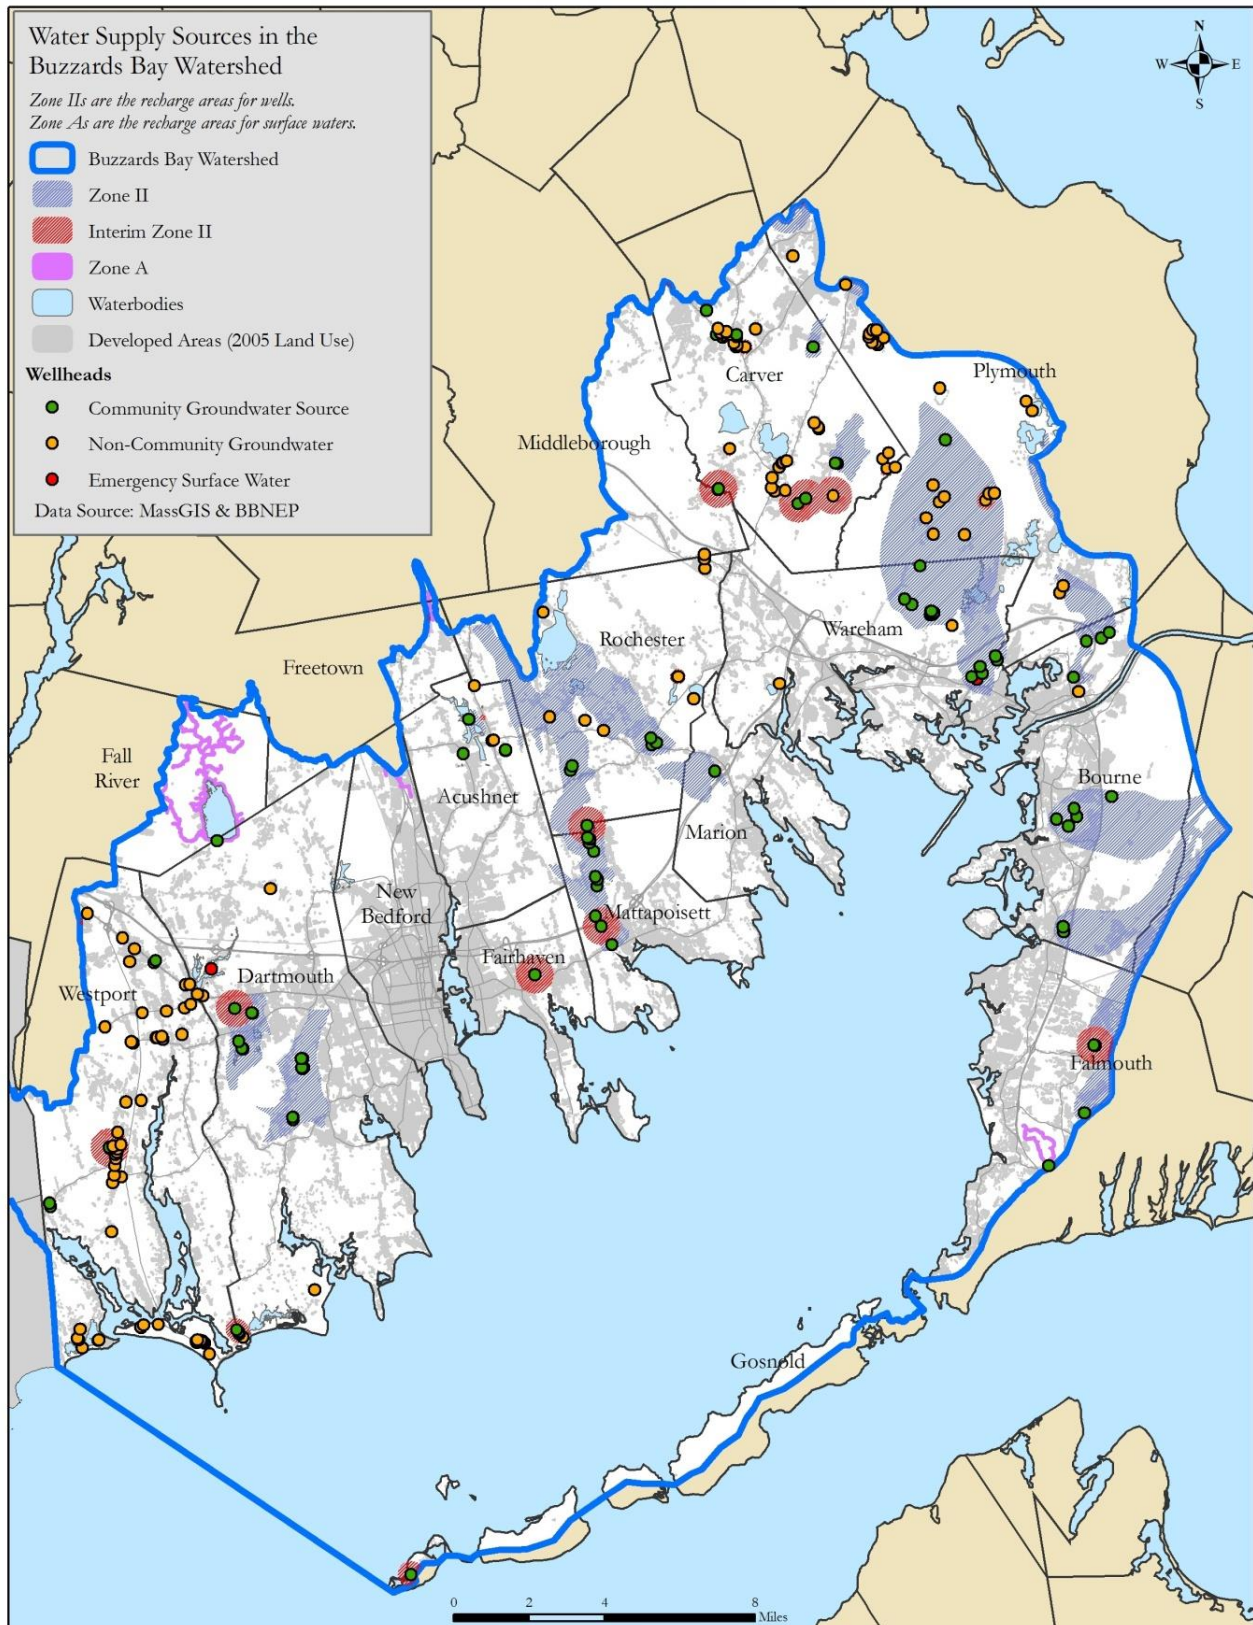 Water Supply Sources in the
Buzzards Bay Watershed
Zone IIs are the recharge areas for wells.
Zone As are the recharge areas for surface waters.
Buzzards Bay Watershed
Zone II
Interim Zone II
Zone A
Waterbodies
Developed Areas (2005 Land Use)
Wellheads
Community Groundwater Source
Non-Community Groundwater
Emergency Surface Water
Data Source: MassGIS & BBNEP
N
W
E
S
Plymouth
Carver
Middleborough
Rochester
Wareham
Freetown
Fall
River
Acushnet
Bourne
Marion
New
Bedford
Mattapoisett
Fairhaven
Dartmouth
Westport
Falmouth
Gosnold
0
2
4
8
Miles